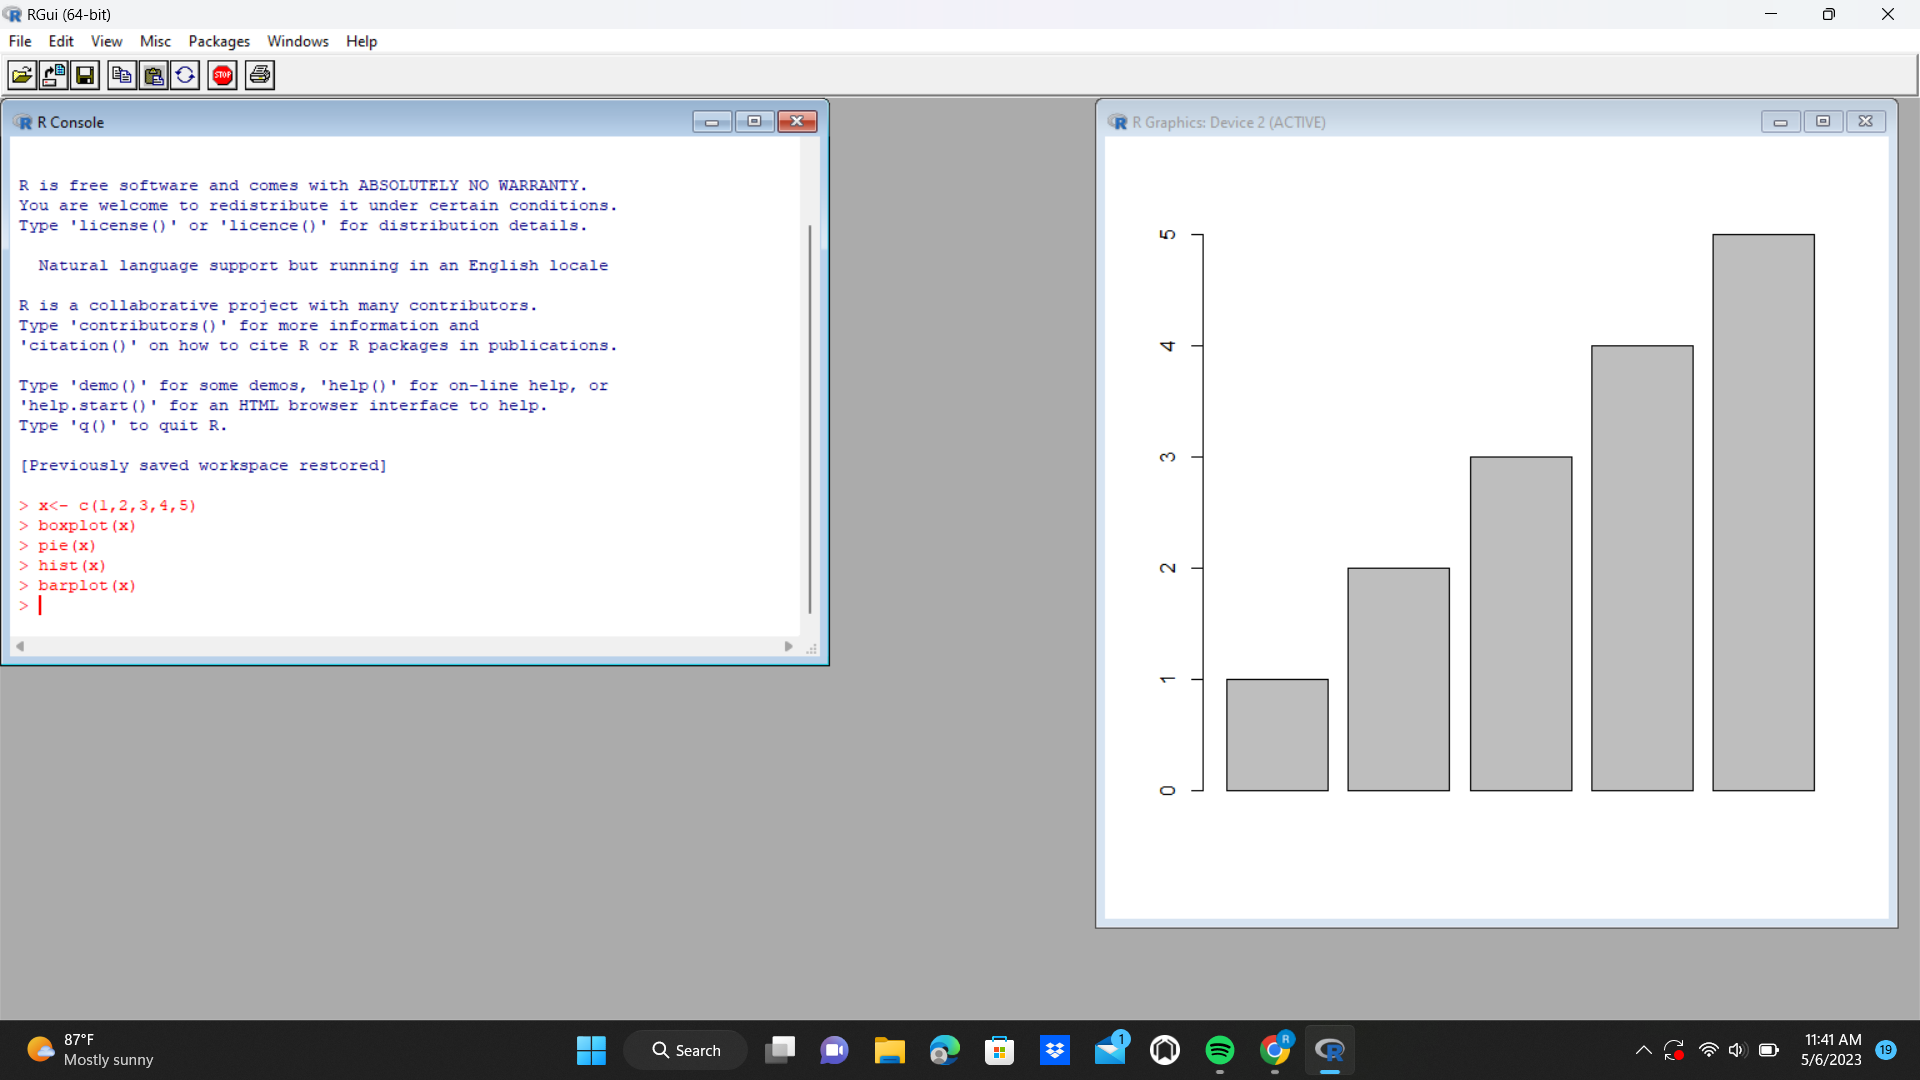 RGui (64-bit)
File Edit View Misc Packages Windows Help
STOP
R Console
R is free software and comes with ABSOLUTELY NO WARRANTY.
You are welcome to redistribute it under certain conditions.
Type 'license()' or 'licence()' for distribution details.
Natural language support but running in an English locale
R is a collaborative project with many contributors.
Type 'contributors()' for more information and
'citation()' on how to cite R or R packages in publications.
Type 'demo()' for some demos, 'help()' for on-line help, or
'help.start()' for an HTML browser interface to help.
Type 'q()' to quit R.
[Previously saved workspace restored]
> x<- c(1,2,3,4,5)
> boxplot(x)
> pie(x)
> hist(x)
> barplot(x)
>
R Graphics: Device 2 (ACTIVE)
5
4
3
2
1
0
87°F
Mostly sunny
Search
1
R
11:41 AM
5/6/2023
19